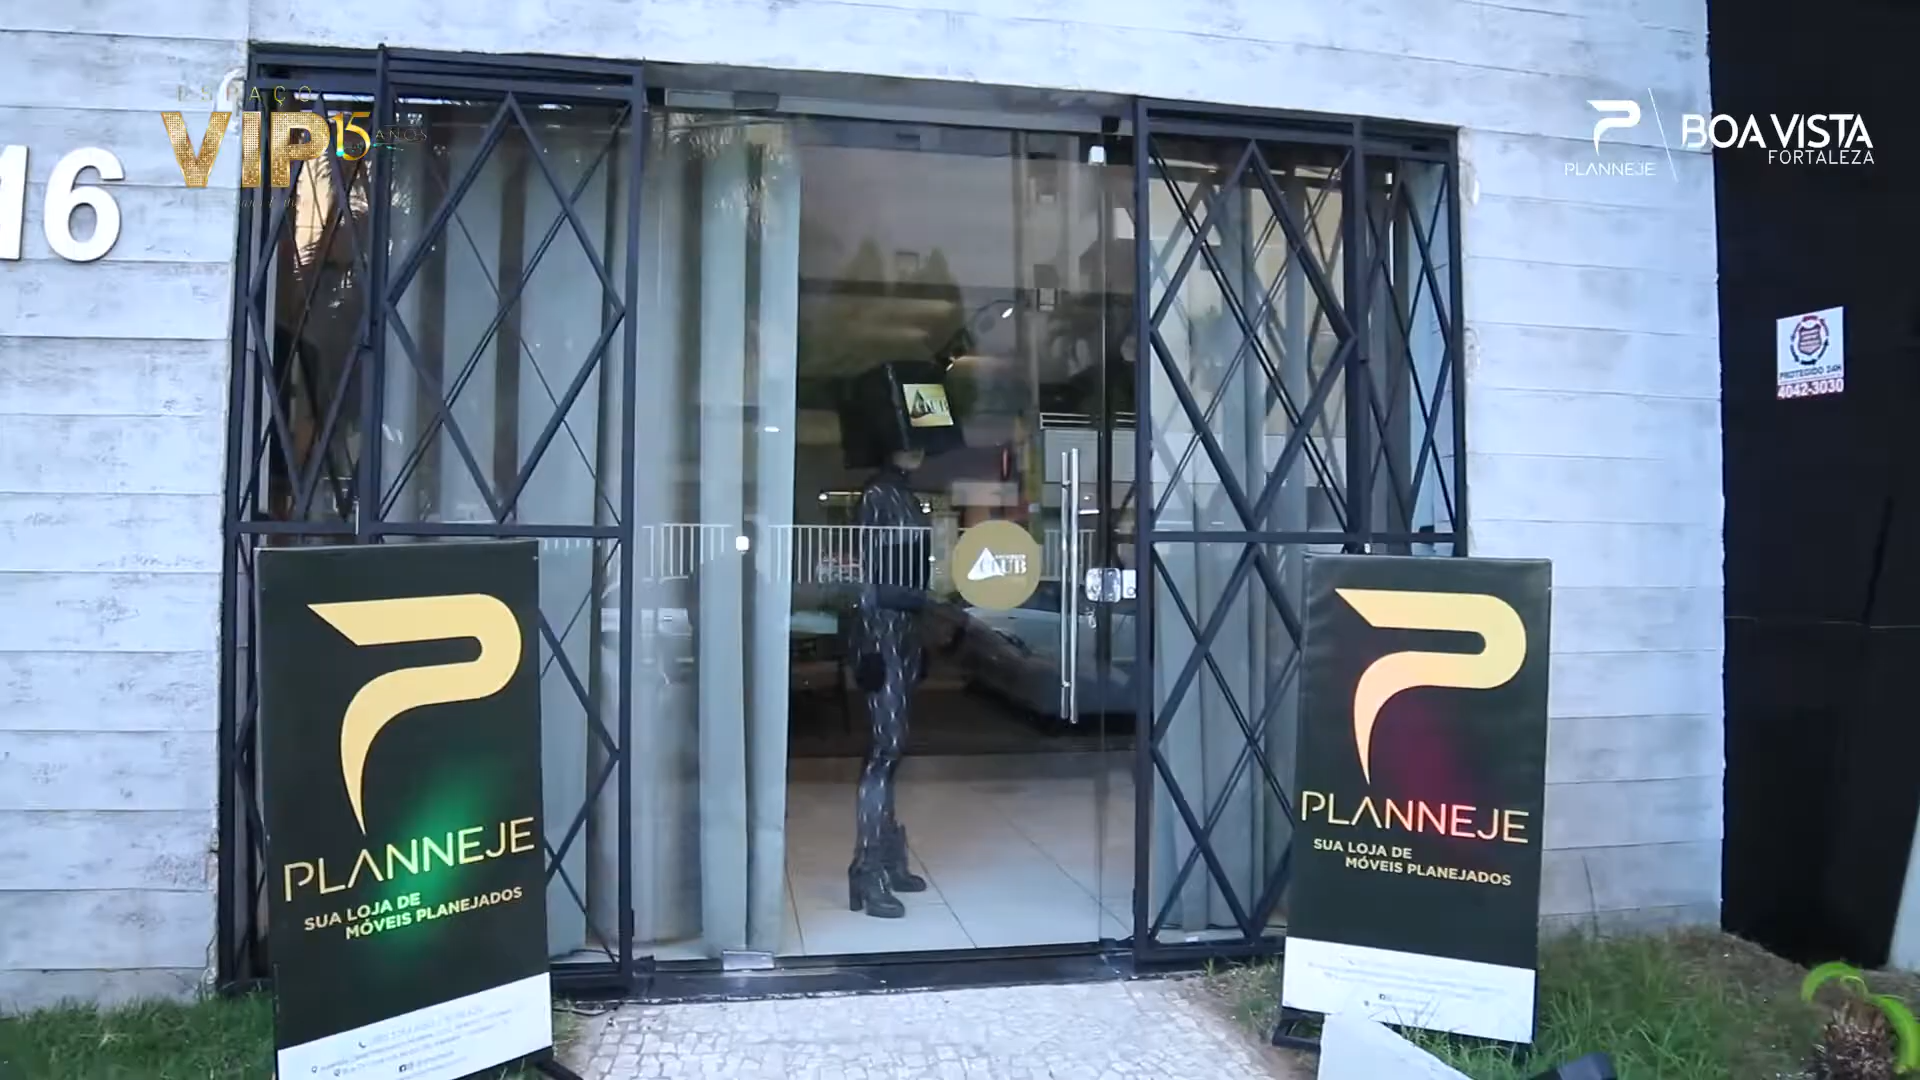 ESPAÇO
VIP 15 ANOS
16
PLANNEJE
BOA VISTA
FORTALEZA
PROTEGIDO 24H
4042-3030
CLUB
CLUB
PLANNEJE
SUA LOJA DE
MÓVEIS PLANEJADOS
PLANNEJE
SUA LOJA DE
MÓVEIS PLANEJADOS